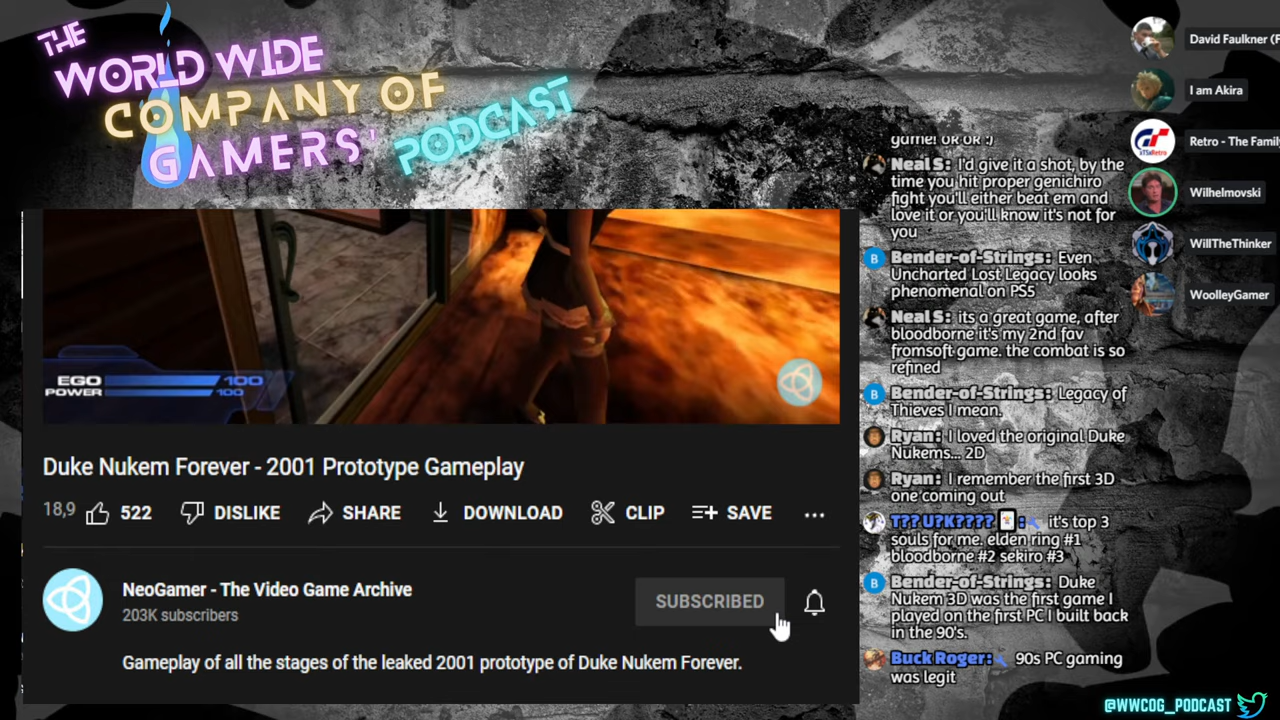 THE
WORLD WIDE
COMPANY OF
GAMERS' PODCAST
EGO 100
POWER 100
Duke Nukem Forever - 2001 Prototype Gameplay
18,9 522 DISLIKE SHARE DOWNLOAD CLIP SAVE ...
NeoGamer - The Video Game Archive
203K subscribers
SUBSCRIBED
Gameplay of all the stages of the leaked 2001 prototype of Duke Nukem Forever.
game! or or :)
Neal S: I'd give it a shot, by the
time you hit proper genichiro
fight you'll either beat em and
love it or you'll know it's not for
you
B Bender-of-Strings: Even
Uncharted Lost Legacy looks
phenomenal on PS5
Neal S: its a great game, after
bloodborne it's my 2nd fav
fromsoft game. the combat is so
refined
B Bender-of-Strings: Legacy of
Thieves I mean.
Ryan: I loved the original Duke
Nukems... 2D
Ryan: I remember the first 3D
one coming out
T?? U?K????: it's top 3
souls for me. elden ring #1
bloodborne #2 sekiro #3
B Bender-of-Strings: Duke
Nukem 3D was the first game I
played on the first PC I built back
in the 90's.
Buck Roger: 90s PC gaming
was legit
David Faulkner (F
I am Akira
Retro - The Family
Wilhelmovski
WillTheThinker
WoolleyGamer
@WWCOG_PODCAST